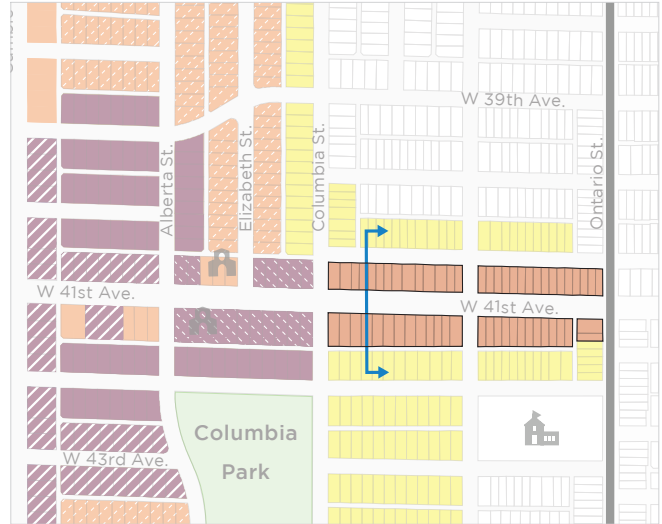 W 39th Ave.
Alberta St.
Elizabeth St.
Columbia St.
Ontario St.
W 41st Ave.
W 41st Ave.
Columbia
Park
W 43rd Ave.